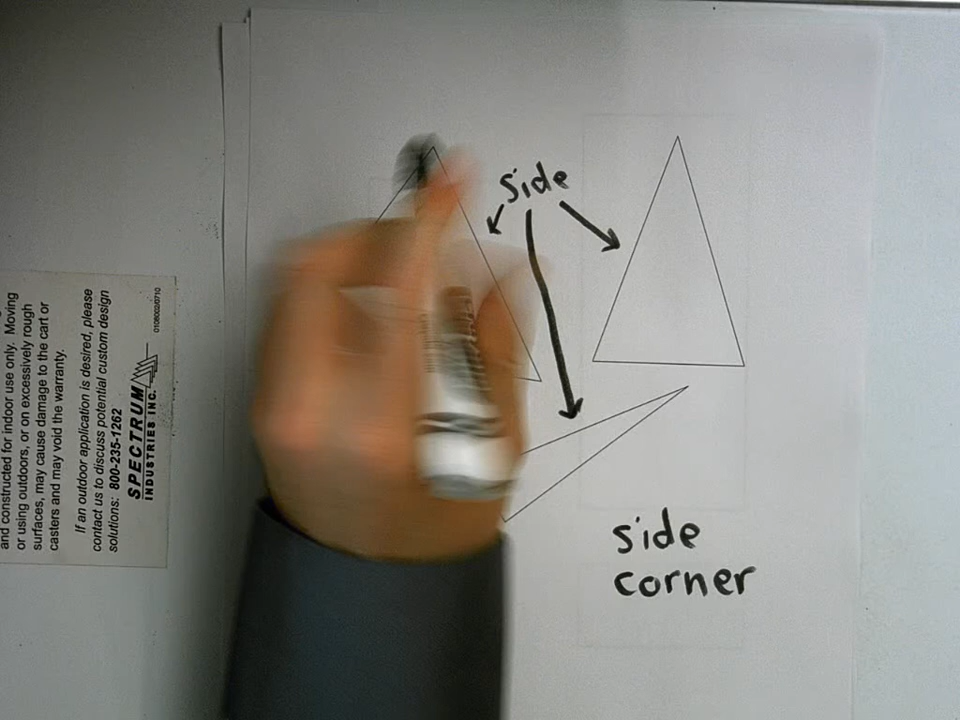 side
side
corner
and constructed for indoor use only. Moving
or using outdoors, or on excessively rough
surfaces, may cause damage to the cart or
casters and may void the warranty.
If an outdoor application is desired, please
contact us to discuss potential custom design
solutions: 800-235-1262
SPECTRUM
INDUSTRIES INC.
0108002/0710